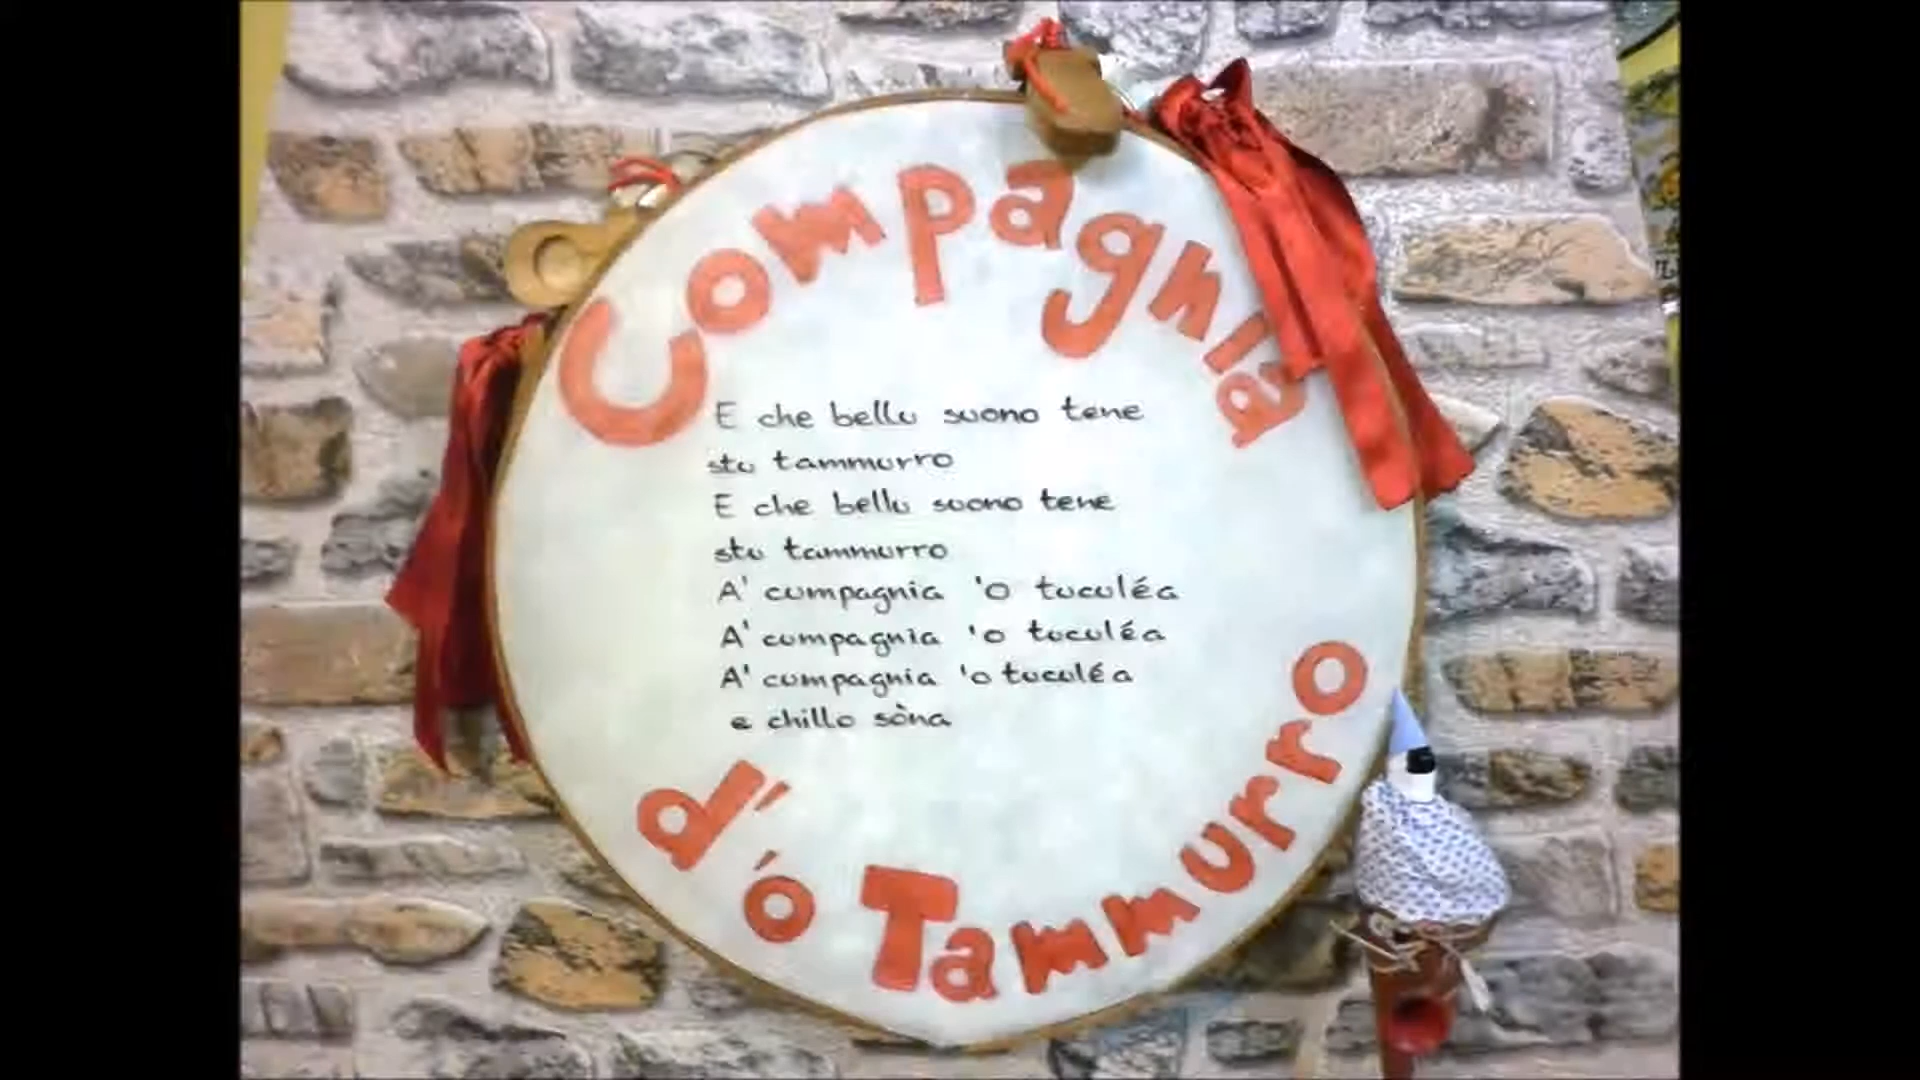 Compagnia
E che bellu suono tene
stu tammurro
E che bellu suono tene
stu tammurro
A' cumpagnia 'o tuculéa
A' cumpagnia 'o tuculéa
A' cumpagnia 'o tuculéa
e chillo sòna
d' 'o Tammurro